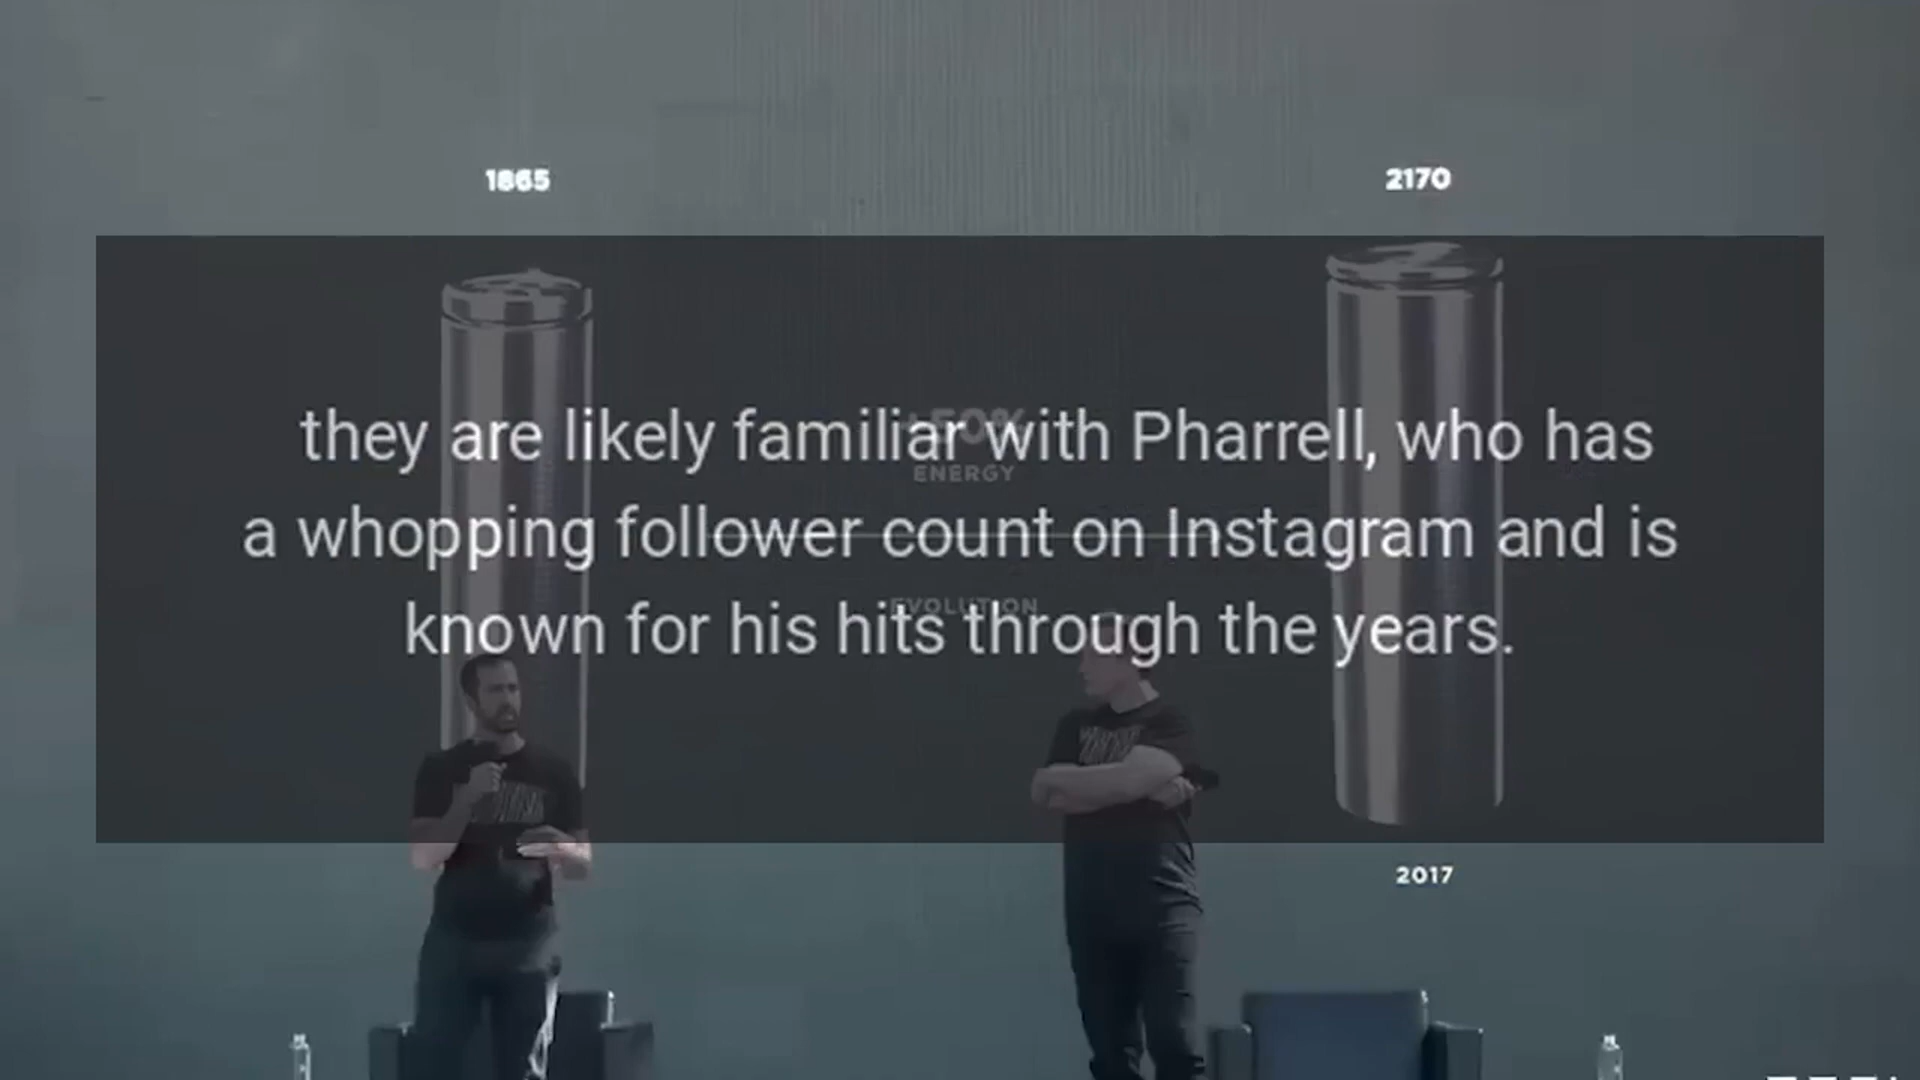 1865
2170
+50%
ENERGY
they are likely familiar with Pharrell, who has
a whopping follower count on Instagram and is
EVOLUTION
known for his hits through the years.
2017